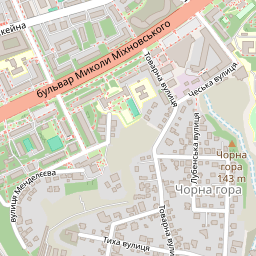 кейна
бульвар Миколи Міхновського
Товарна вулиця
Чеська вулиця
Лубенська вулиця
Чорна
гора
143 m
Чорна гора
вулиця Менделєєва
Товарна вулиця
Тиха вулиця